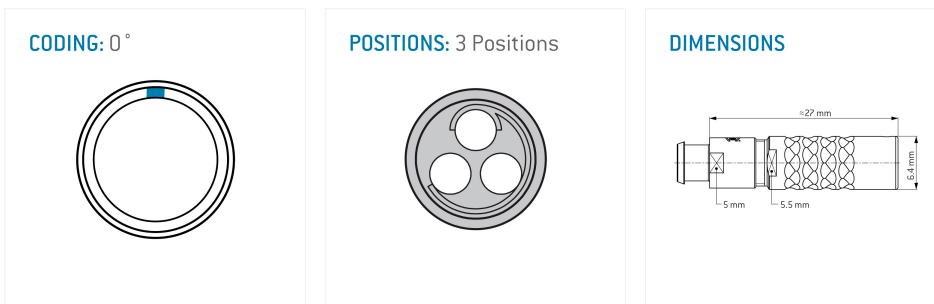 CODING: 0°
POSITIONS: 3 Positions
DIMENSIONS
≈27 mm
6.4 mm
5 mm
5.5 mm